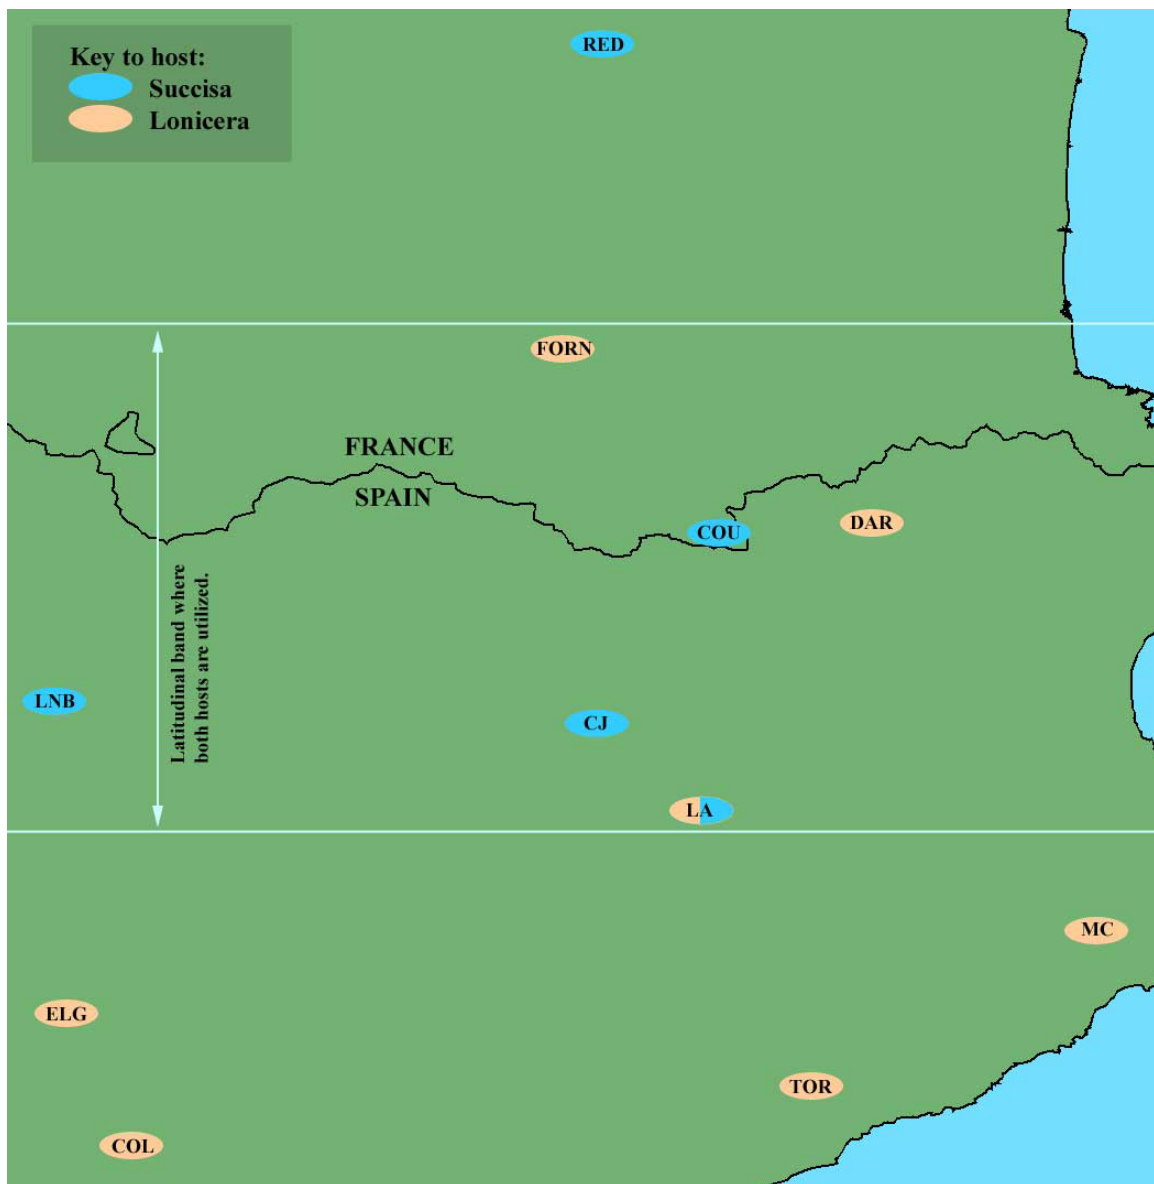 RED
Key to host:
Succisa
Lonicera
FORN
FRANCE
SPAIN
DAR
COU
Latitudinal band where
both hosts are utilized.
LNB
CJ
LA
MC
ELG
TOR
COL